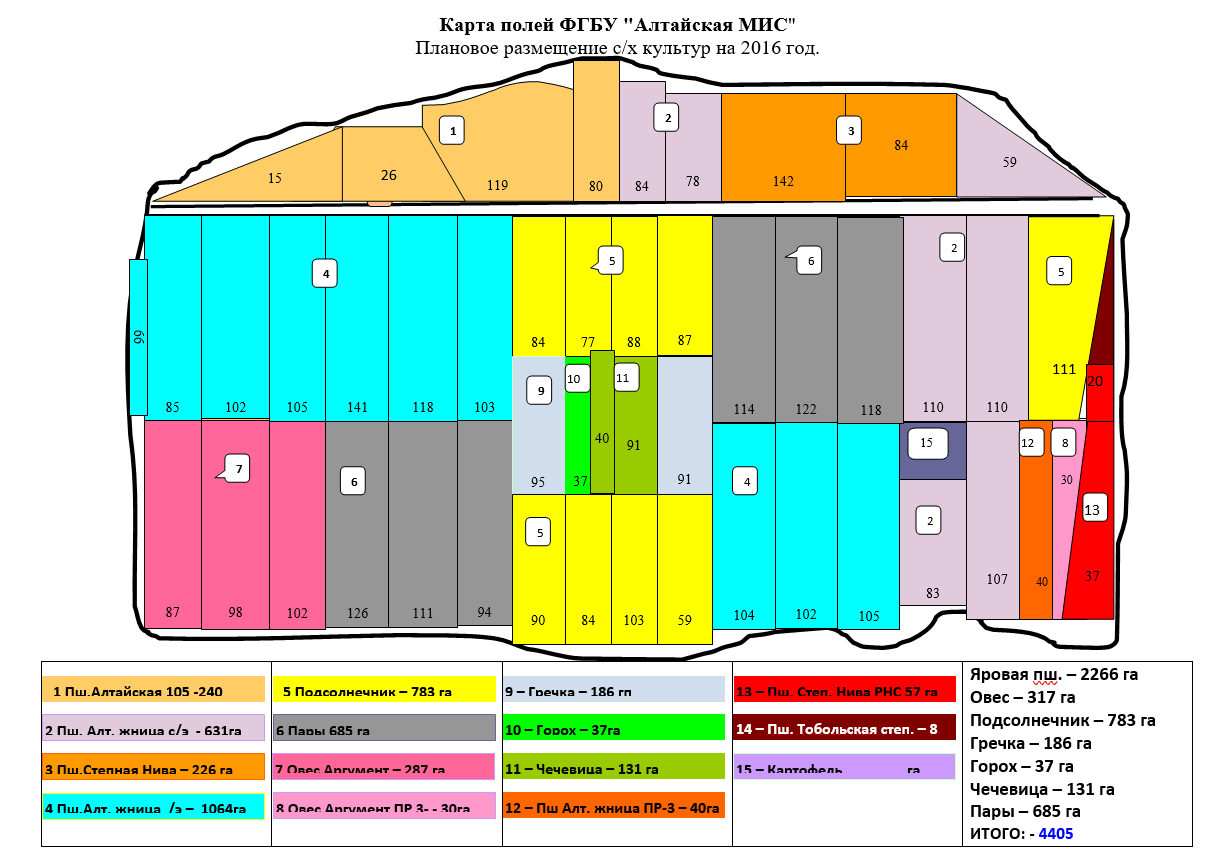 Карта полей ФГБУ "Алтайская МИС"
Плановое размещение с/х культур на 2016 год.
1
2
3
84
15
26
119
80
84
78
142
59
4
5
6
2
5
99
84
77
88
87
111
20
85
102
105
141
118
103
114
122
118
110
110
9
10
11
40
91
95
37
91
7
6
4
15
12
8
30
5
2
13
87
98
102
126
111
94
90
84
103
59
104
102
105
83
107
40
37
1 Пш.Алтайская 105 -240
2 Пш. Алт. жница с/э - 631га
3 Пш.Степная Нива – 226 га
4 Пш.Алт. жница /э – 1064га
5 Подсолнечник – 783 га
6 Пары 685 га
7 Овес Аргумент – 287 га
8 Овес Аргумент ПР 3- - 30га
9 – Гречка – 186 га
10 – Горох – 37га
11 – Чечевица – 131 га
12 – Пш Алт. жница ПР-3 – 40га
13 – Пш. Степ. Нива РНС 57 га
14 – Пш. Тобольская степ. – 8
15 – Картофель га
Яровая пш. – 2266 га
Овес – 317 га
Подсолнечник – 783 га
Гречка – 186 га
Горох – 37 га
Чечевица – 131 га
Пары – 685 га
ИТОГО: - 4405